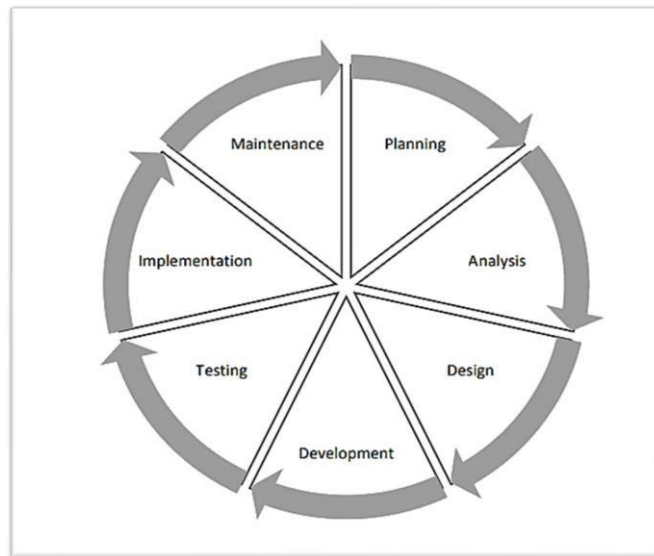 Maintenance
Planning
Implementation
Analysis
Testing
Design
Development